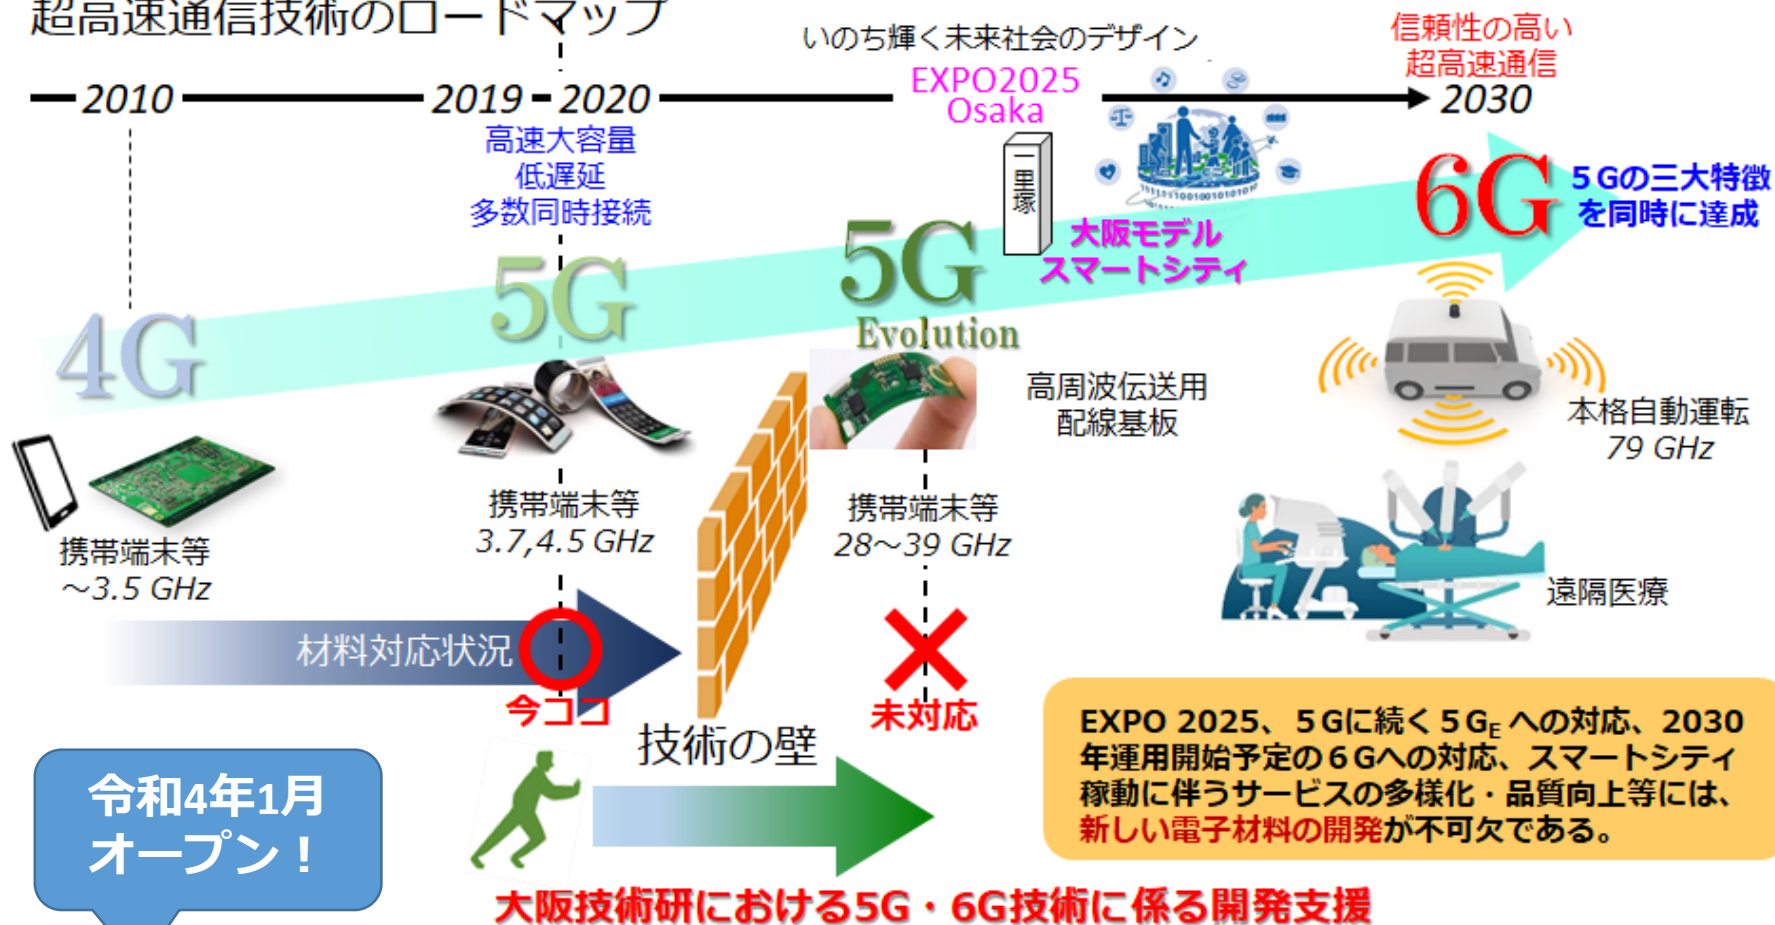 超高速通信技術のロードマップ
いのち輝く未来社会のデザイン
信頼性の高い
超高速通信
2010
2019
2020
EXPO2025
Osaka
2030
高速大容量
低遅延
多数同時接続
一里塚
大阪モデル
スマートシティ
4G
5G
5G
Evolution
6G
5Gの三大特徴
を同時に達成
携帯端末等
～3.5 GHz
携帯端末等
3.7,4.5 GHz
携帯端末等
28～39 GHz
高周波伝送用
配線基板
本格自動運転
79 GHz
遠隔医療
材料対応状況
今ココ
技術の壁
未対応
EXPO 2025、5Gに続く5GE への対応、2030
年運用開始予定の6Gへの対応、スマートシティ
稼動に伴うサービスの多様化・品質向上等には、
新しい電子材料の開発が不可欠である。
令和4年1月
オープン！
大阪技術研における5G・6G技術に係る開発支援